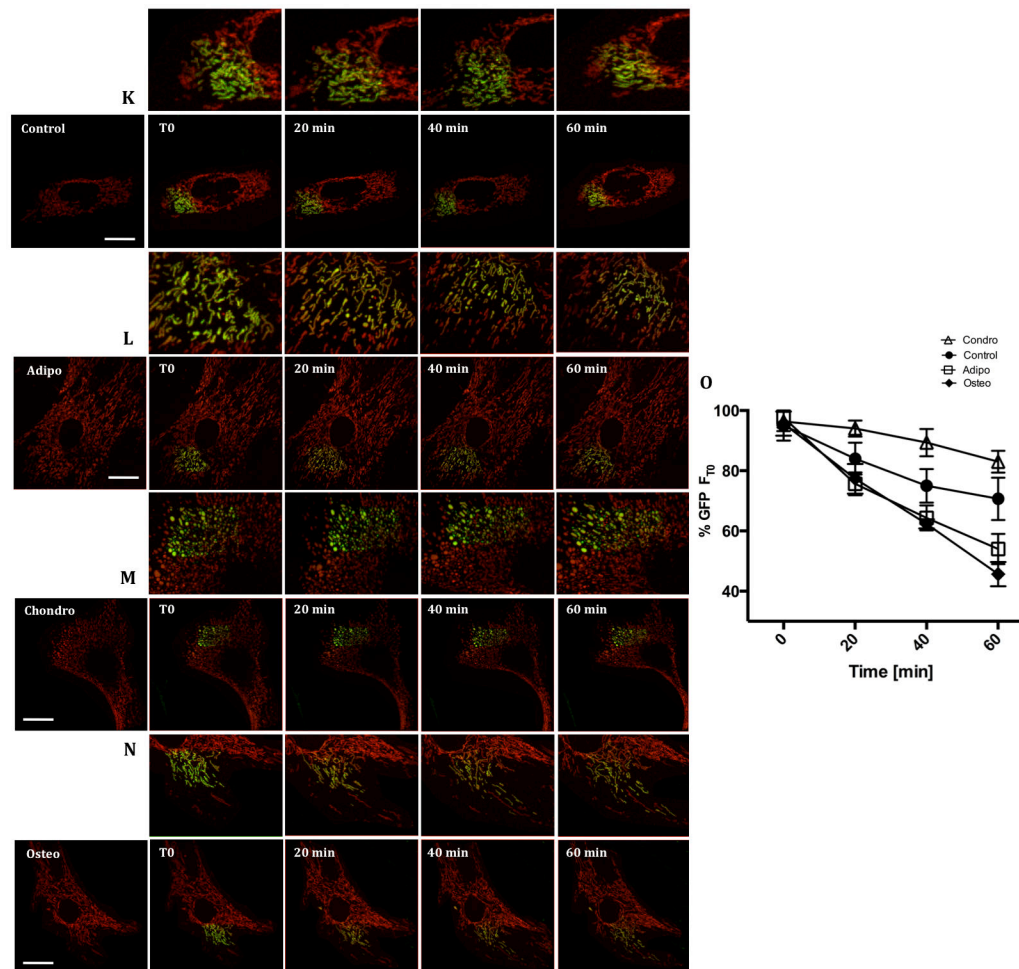 K
Control
T0
20 min
40 min
60 min
L
Adipo
T0
20 min
40 min
60 min
M
Chondro
T0
20 min
40 min
60 min
N
Osteo
T0
20 min
40 min
60 min
O
Condro
Control
Adipo
Osteo
% GFP F_T0
100
80
60
40
0
20
40
60
Time [min]